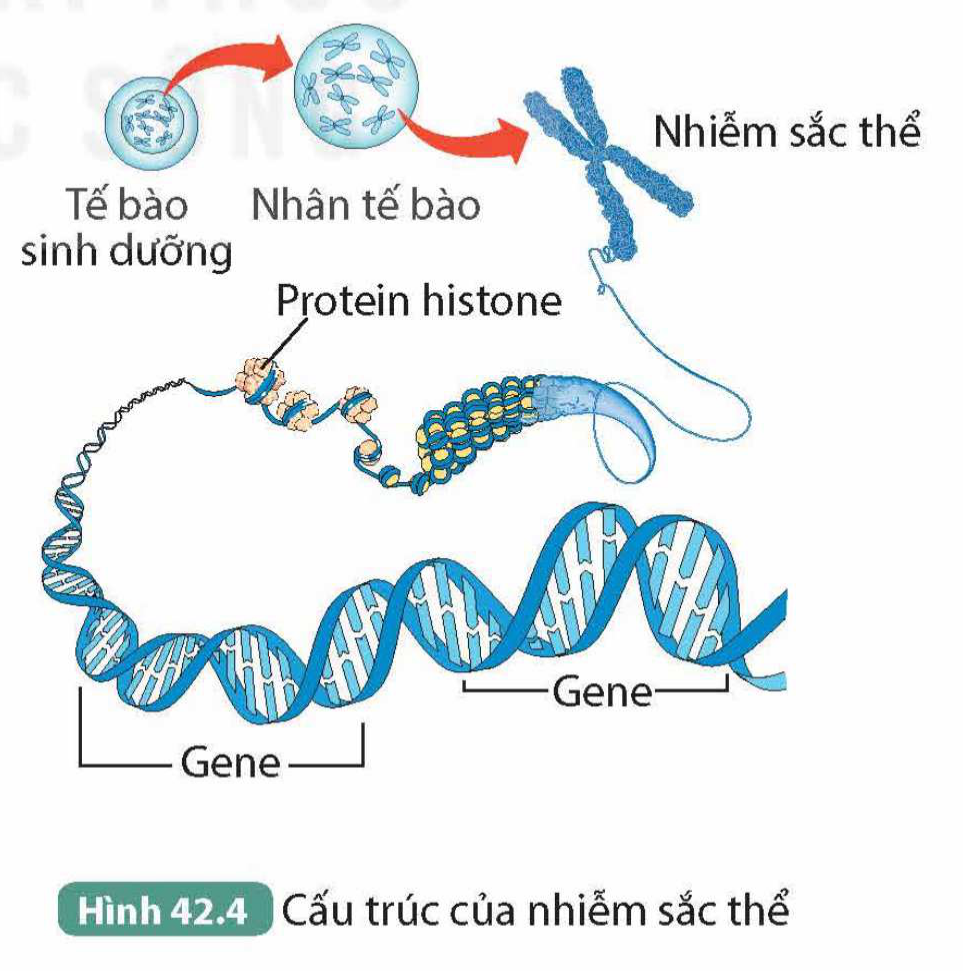 Tế bào
sinh dưỡng
Nhân tế bào
Nhiễm sắc thể
Protein histone
Gene
Gene
Hình 42.4 Cấu trúc của nhiễm sắc thể